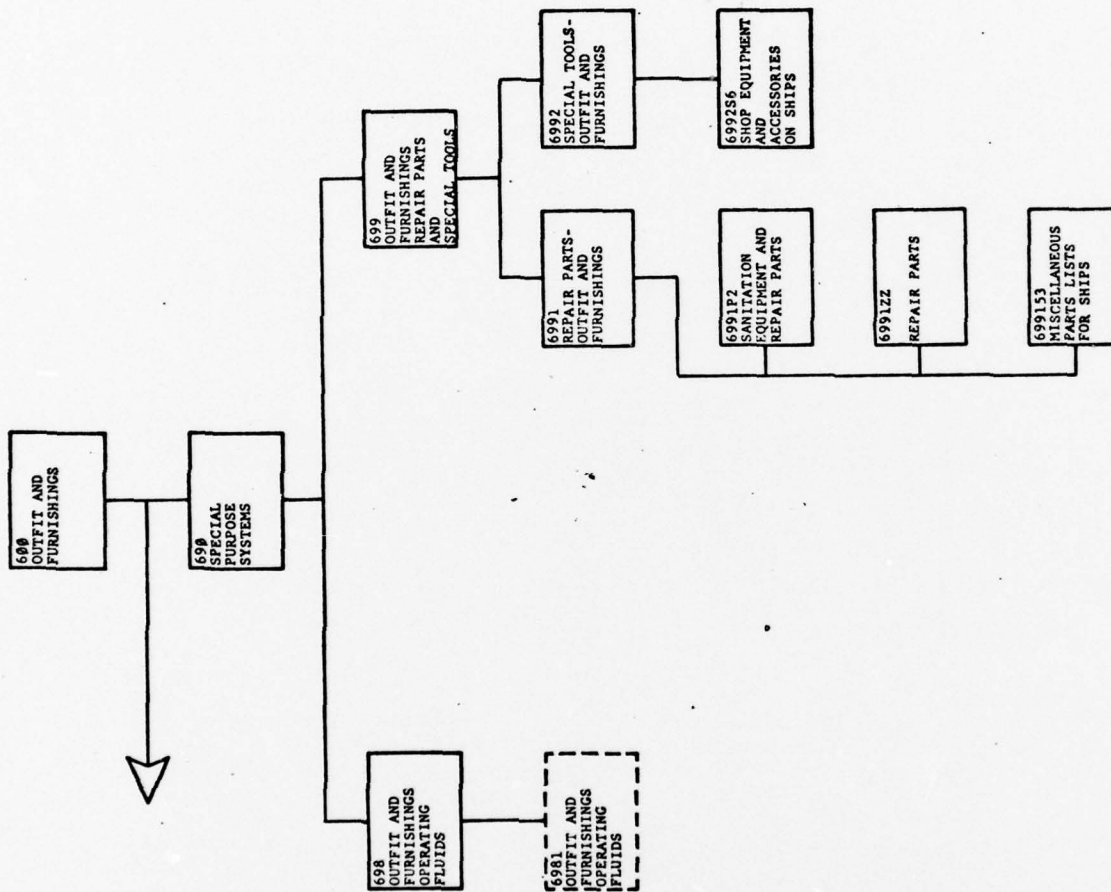 600
OUTFIT AND
FURNISHINGS
690
SPECIAL
PURPOSE
SYSTEMS
698
OUTFIT AND
FURNISHINGS
OPERATING
FLUIDS
6981
OUTFIT AND
FURNISHINGS
OPERATING
FLUIDS
699
OUTFIT AND
FURNISHINGS
REPAIR PARTS
AND
SPECIAL TOOLS
6991
REPAIR PARTS-
OUTFIT AND
FURNISHINGS
6991P2
SANITATION
EQUIPMENT AND
REPAIR PARTS
6991ZZ
REPAIR PARTS
699153
MISCELLANEOUS
PARTS LISTS
FOR SHIPS
6992
SPECIAL TOOLS-
OUTFIT AND
FURNISHINGS
6992S6
SHOP EQUIPMENT
AND
ACCESSORIES
ON SHIPS